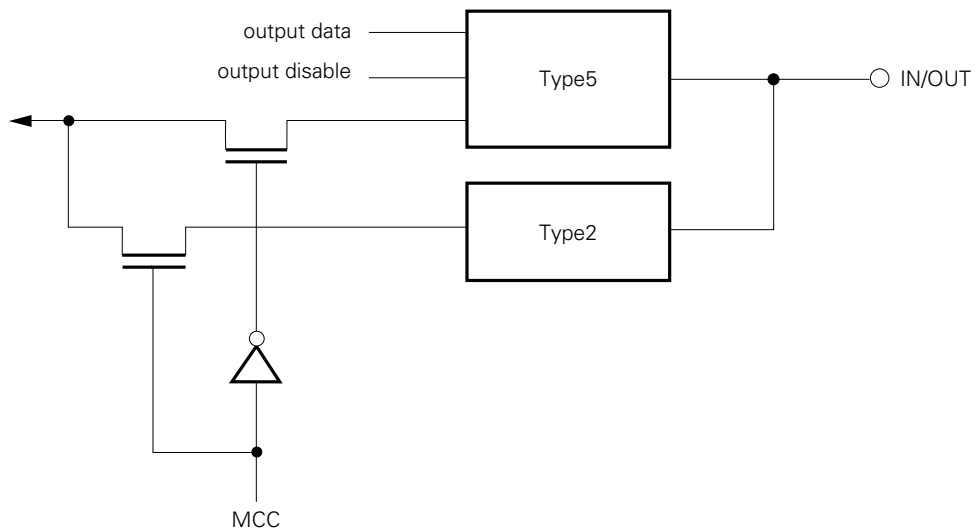 output data
output disable
Type5
IN/OUT
Type2
MCC